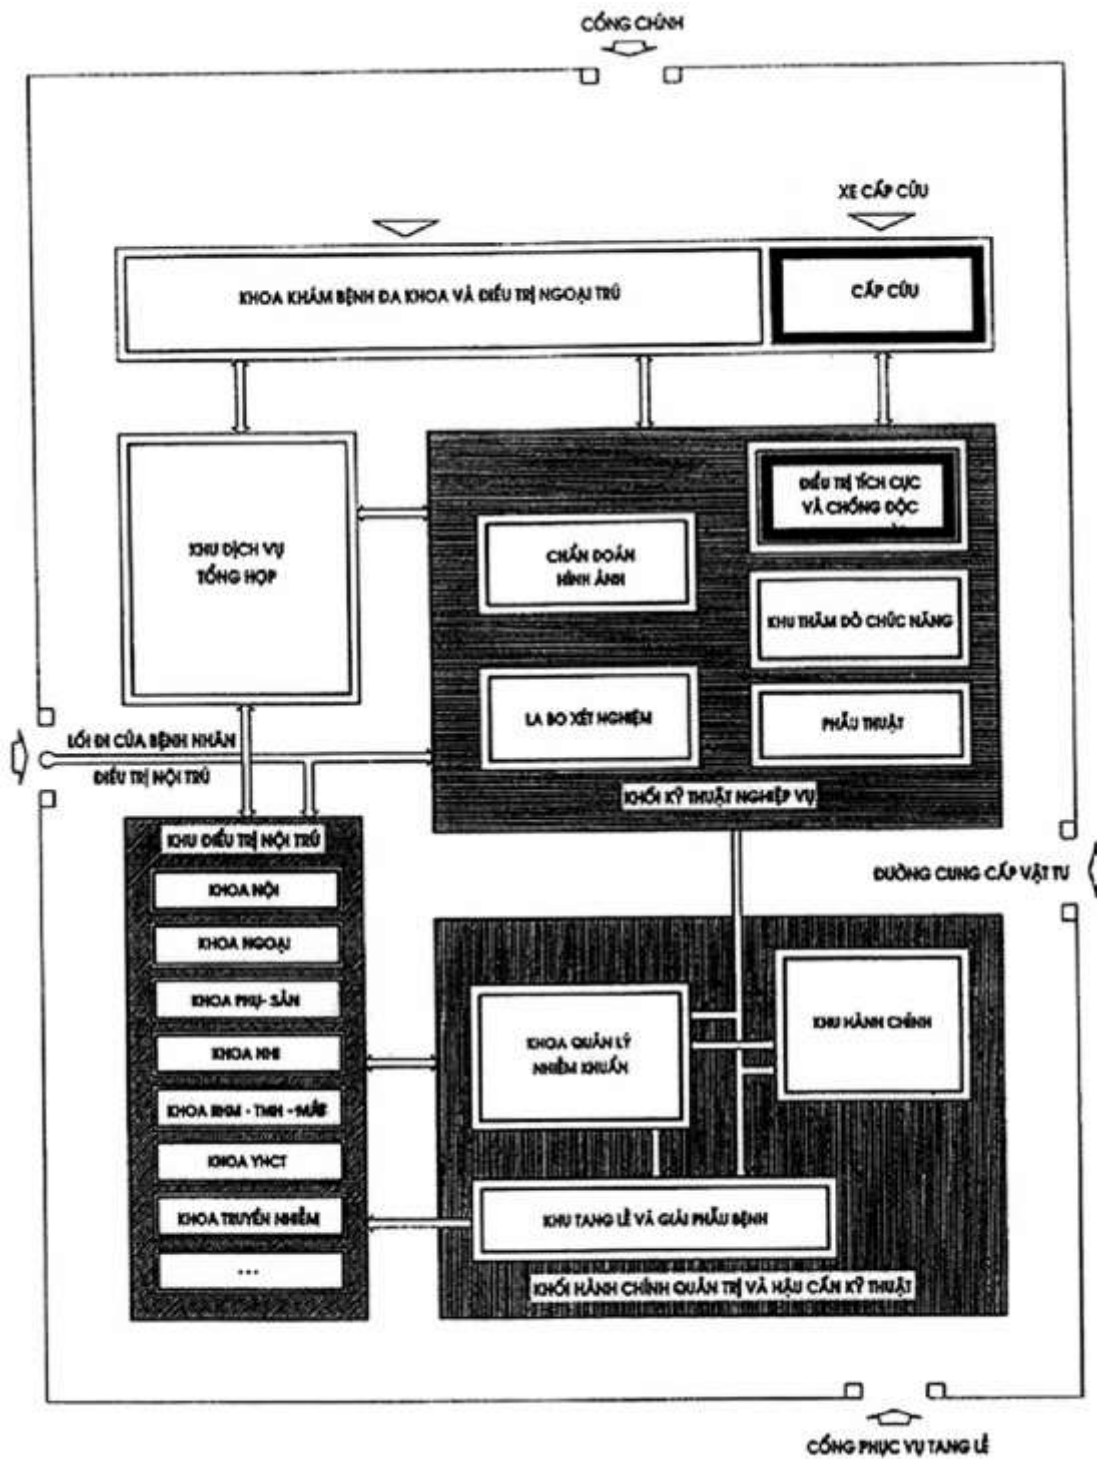 CỔNG CHÍNH
XE CẤP CỨU
KHOA KHÁM BỆNH ĐA KHOA VÀ ĐIỀU TRỊ NGOẠI TRÚ
CẤP CỨU
KHU DỊCH VỤ
TỔNG HỢP
ĐIỀU TRỊ TÍCH CỰC
VÀ CHỐNG ĐỘC
CHẨN ĐOÁN
HÌNH ẢNH
KHU THĂM DÒ CHỨC NĂNG
LA BO XÉT NGHIỆM
PHẪU THUẬT
KHỐI KỸ THUẬT NGHIỆP VỤ
LỐI ĐI CỦA BỆNH NHÂN
ĐIỀU TRỊ NỘI TRÚ
KHU ĐIỀU TRỊ NỘI TRÚ
KHOA NỘI
KHOA NGOẠI
KHOA PHỤ- SẢN
KHOA NHI
KHOA RHM - TMH - MẮT
KHOA YHCT
KHOA TRUYỀN NHIỄM
...
ĐƯỜNG CUNG CẤP VẬT TƯ
KHOA QUẢN LÝ
NHIỄM KHUẨN
KHU HÀNH CHÍNH
KHU TANG LỄ VÀ GIẢI PHẪU BỆNH
KHỐI HÀNH CHÍNH QUẢN TRỊ VÀ HẬU CẦN KỸ THUẬT
CỔNG PHỤC VỤ TANG LỄ